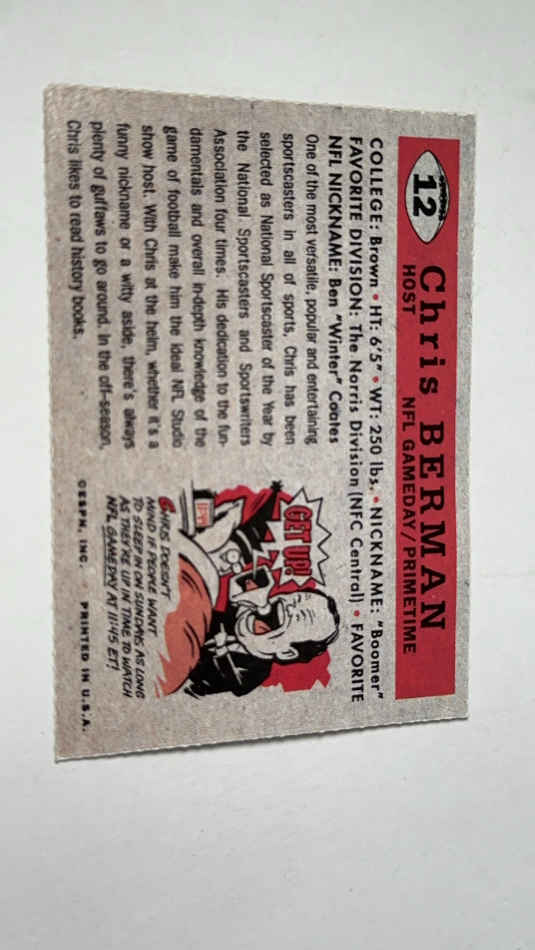 12
Chris BERMAN
HOST NFL GAMEDAY/PRIMETIME
COLLEGE: Brown • HT: 6'5" • WT: 250 lbs. • NICKNAME: "Boomer"
FAVORITE DIVISION: The Norris Division (NFC Central) • FAVORITE
NFL NICKNAME: Ben "Winter" Coates
One of the most versatile, popular and entertaining
sportscasters in all of sports, Chris has been
selected as National Sportscaster of the Year by
the National Sportscasters and Sportswriters
Association four times. His dedication to the fun-
damentals and overall in-depth knowledge of the
game of football make him the ideal NFL Studio
show host. With Chris at the helm, whether it's a
funny nickname or a witty aside, there's always
plenty of guffaws to go around. In the off-season,
Chris likes to read history books.
GET UP!
CHRIS DOESN'T
MIND IF PEOPLE WANT
TO SLEEP IN ON SUNDAYS AS LONG
AS THEY'RE UP IN TIME TO WATCH
NFL GAMEDAY AT 11:45 ET!
©ESPN, INC. PRINTED IN U.S.A.